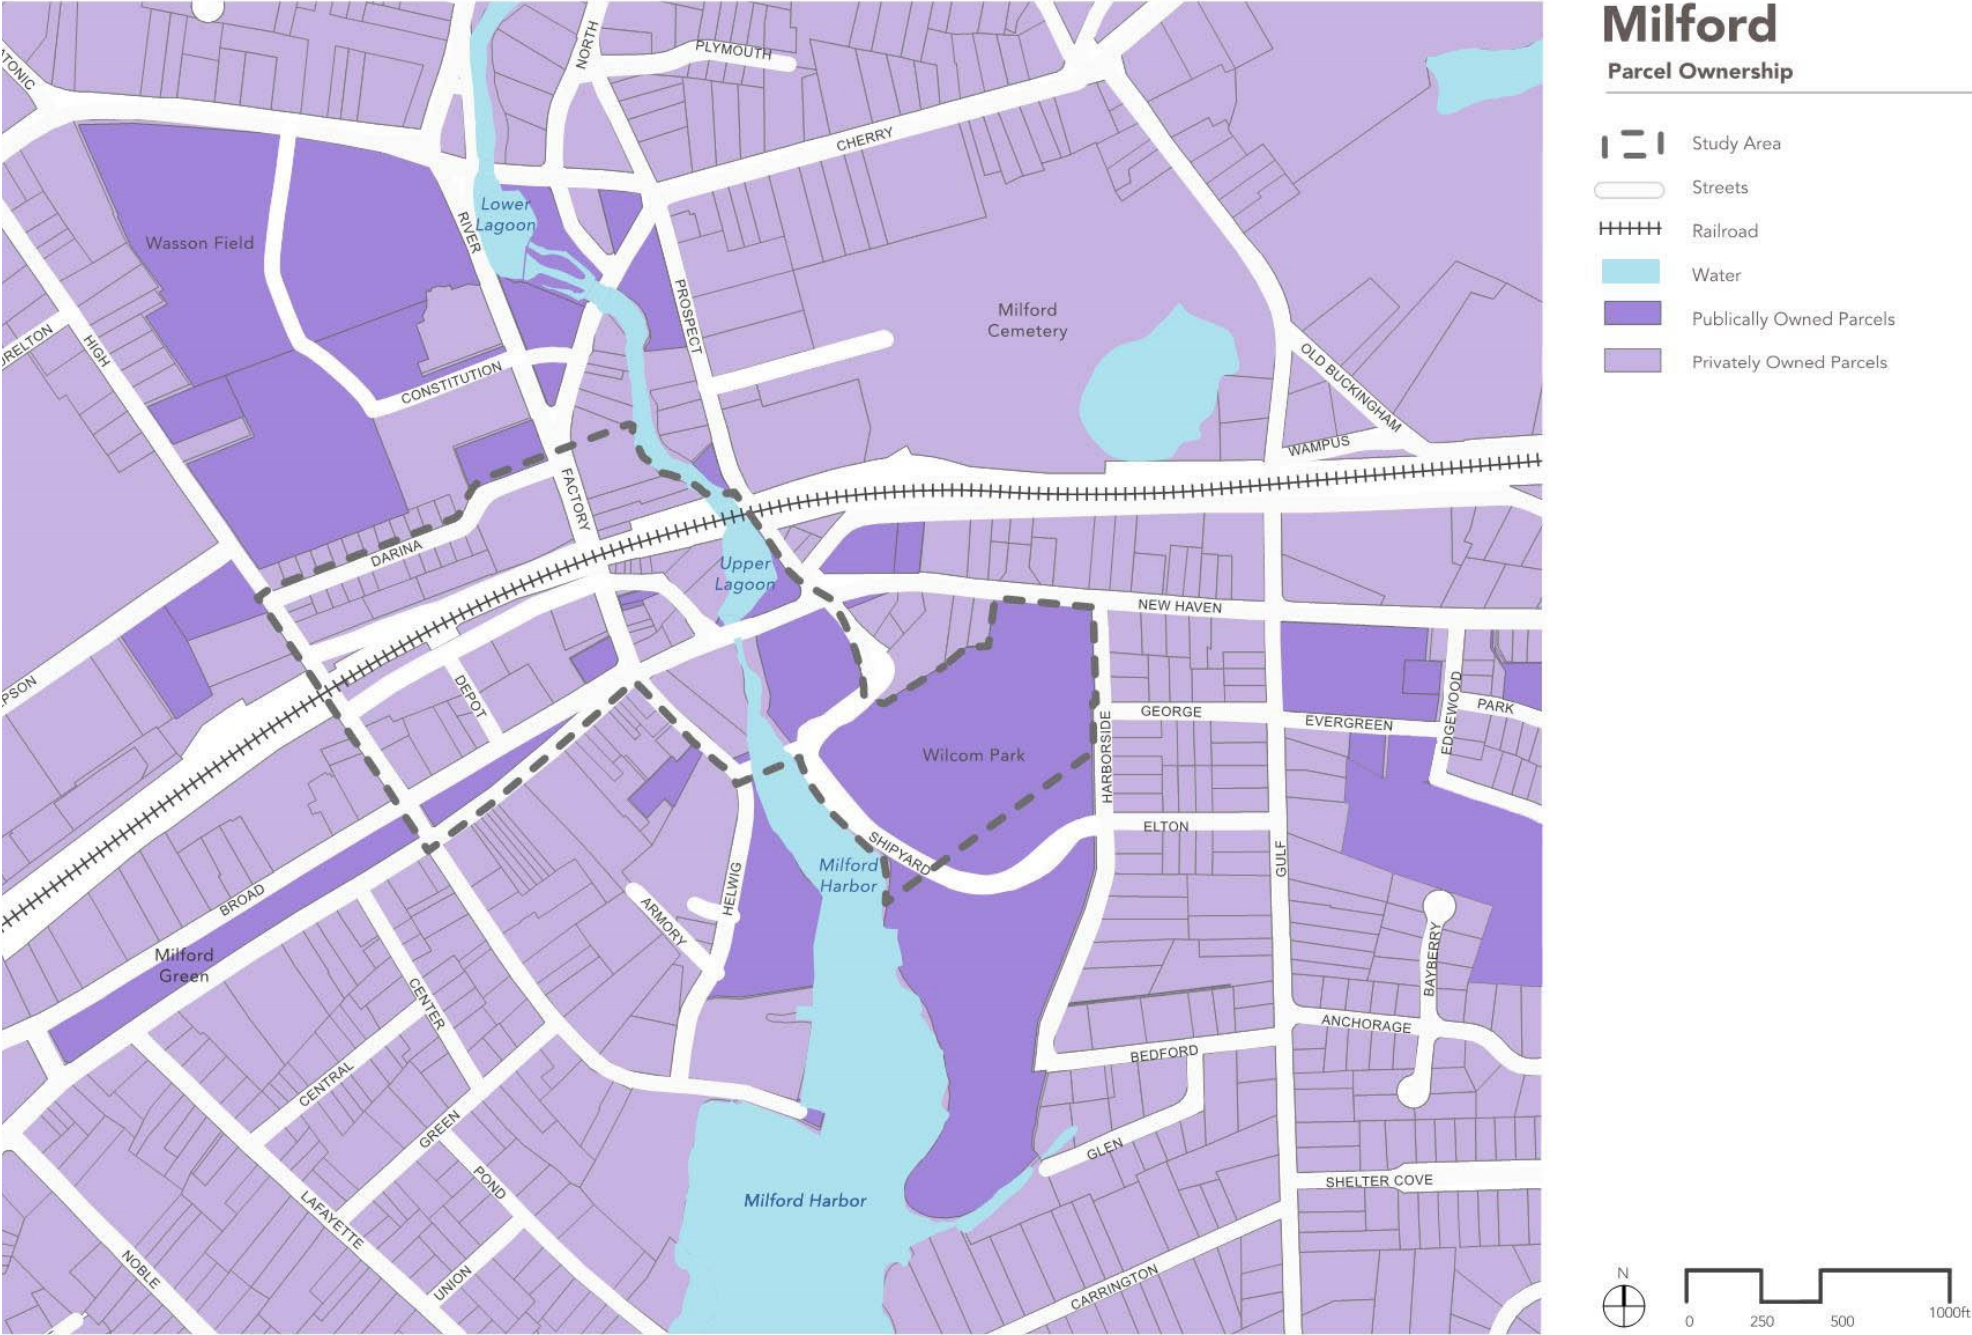 Milford
Parcel Ownership
Study Area
Streets
Railroad
Water
Publically Owned Parcels
Privately Owned Parcels
NORTH
PLYMOUTH
TONIC
CHERRY
Lower
Lagoon
RIVER
Wasson Field
PROSPECT
Milford
Cemetery
RELTON
HIGH
CONSTITUTION
OLD BUCKINGHAM
WAMPUS
FACTORY
DARINA
Upper
Lagoon
NEW HAVEN
PSON
DEPOT
GEORGE
EVERGREEN
EDGEWOOD
PARK
HARBORSIDE
Wilcom Park
ELTON
SHIPYARD
GULF
Milford
Harbor
HELWIG
BROAD
ARMORY
Milford
Green
BAYBERRY
CENTER
ANCHORAGE
BEDFORD
CENTRAL
GREEN
GLEN
POND
SHELTER COVE
LAFAYETTE
Milford Harbor
NOBLE
UNION
CARRINGTON
N
0 250 500 1000ft